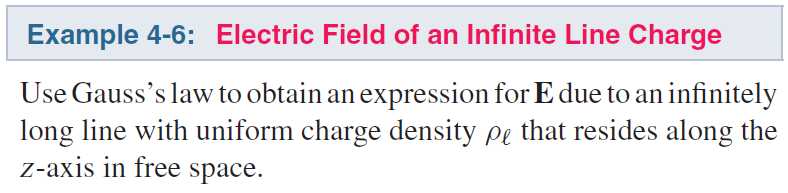 Example 4-6: Electric Field of an Infinite Line Charge
Use Gauss’s law to obtain an expression for E due to an infinitely
long line with uniform charge density ρℓ that resides along the
z-axis in free space.